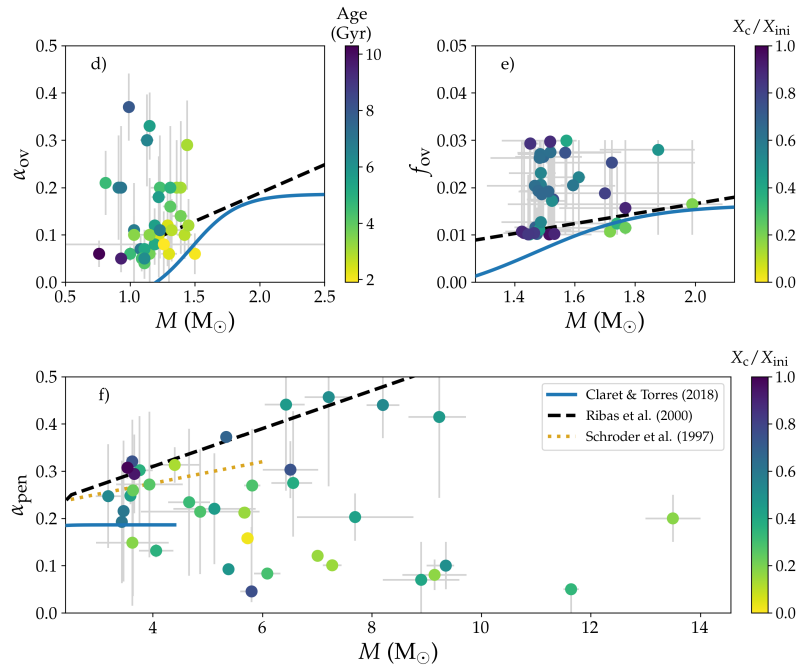 d)
0.5
0.4
0.3
0.2
0.1
0.0
α_ov
0.5 1.0 1.5 2.0 2.5
M (M☉)
Age
(Gyr)
10
8
6
4
2
e)
0.05
0.04
0.03
0.02
0.01
0.00
f_ov
1.4 1.6 1.8 2.0
M (M☉)
X_c/X_ini
1.0
0.8
0.6
0.4
0.2
0.0
f)
0.5
0.4
0.3
0.2
0.1
0.0
α_pen
4 6 8 10 12 14
M (M☉)
Claret & Torres (2018)
Ribas et al. (2000)
Schroder et al. (1997)
X_c/X_ini
1.0
0.8
0.6
0.4
0.2
0.0